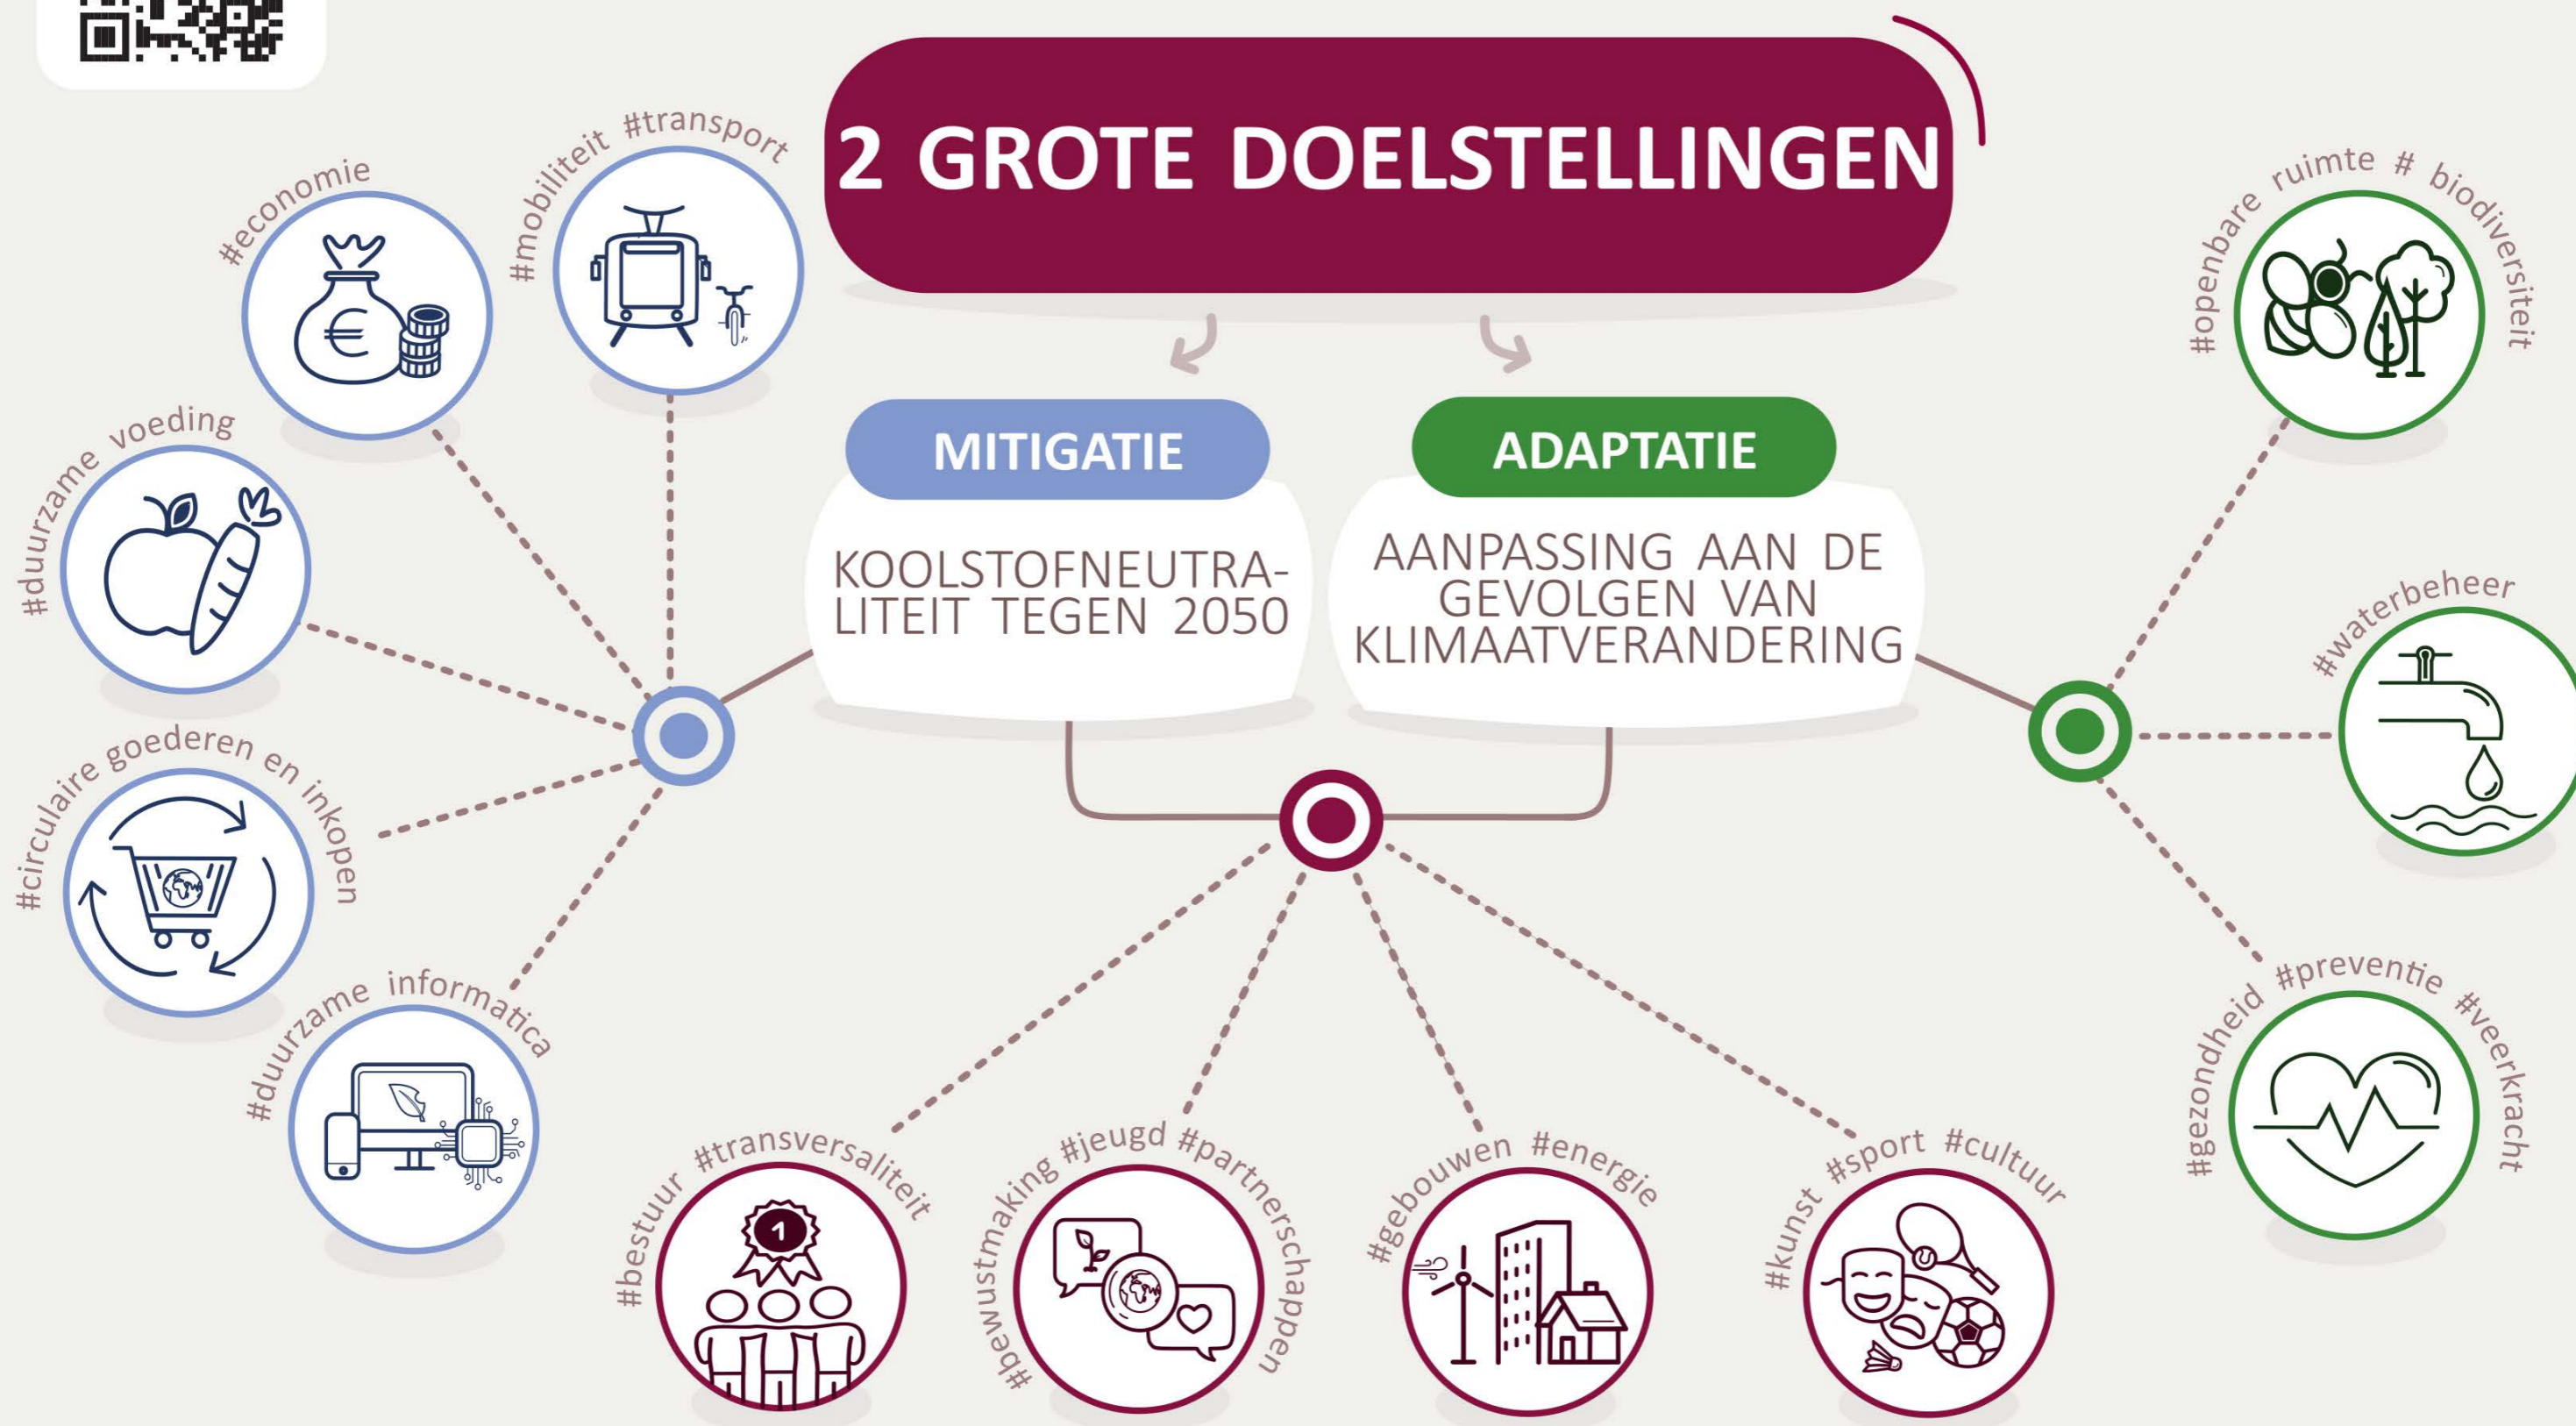 2 GROTE DOELSTELLINGEN
MITIGATIE
KOOLSTOFNEUTRA-
LITEIT TEGEN 2050
ADAPTATIE
AANPASSING AAN DE
GEVOLGEN VAN
KLIMAATVERANDERING
#mobiliteit #transport
#economie
#duurzame voeding
#circulaire goederen en inkopen
#duurzame informatica
#bestuur #transversaliteit
1
#bewustmaking #jeugd #partnerschappen
#gebouwen #energie
#kunst #sport #cultuur
#openbare ruimte # biodiversiteit
#waterbeheer
#gezondheid #preventie #veerkracht
€